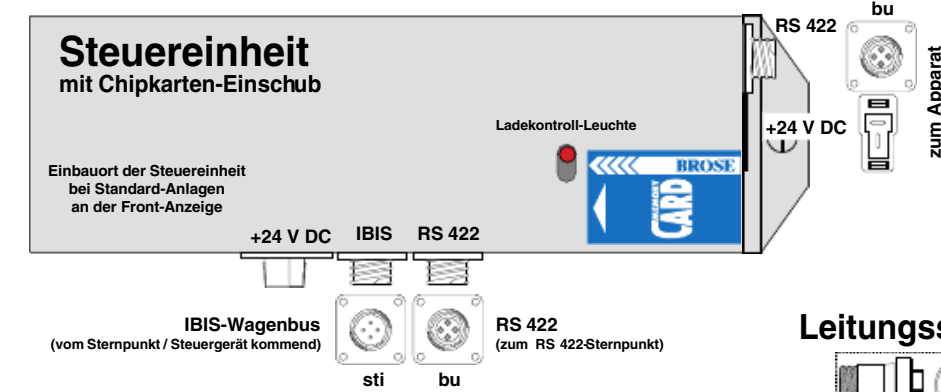 bu
RS 422
zum Apparat
Steuereinheit
mit Chipkarten-Einschub
Ladekontroll-Leuchte
+24 V DC
BROSE
MEMORY
CARD
Einbauort der Steuereinheit
bei Standard-Anlagen
an der Front-Anzeige
+24 V DC
IBIS
RS 422
IBIS-Wagenbus
(vom Sternpunkt / Steuergerät kommend)
RS 422
(zum RS 422-Sternpunkt)
sti
bu